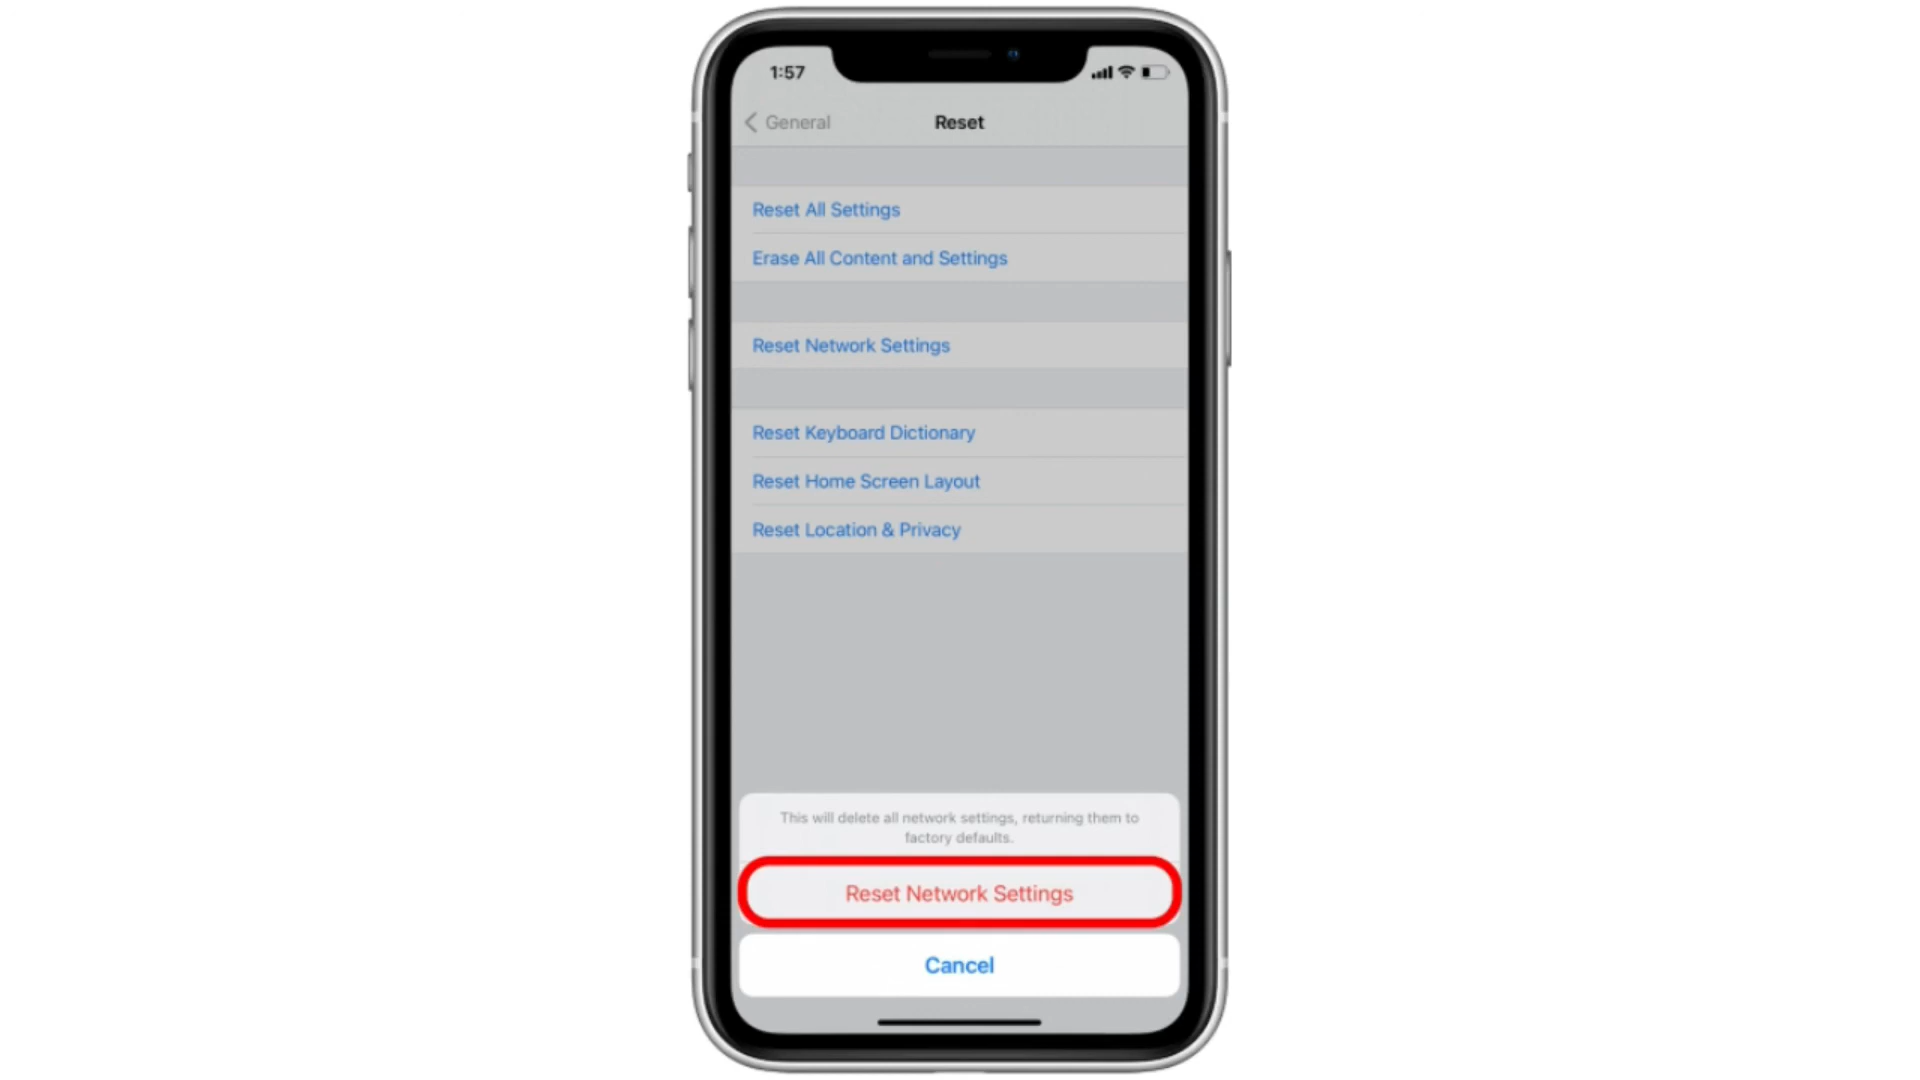 1:57
General
Reset
Reset All Settings
Erase All Content and Settings
Reset Network Settings
Reset Keyboard Dictionary
Reset Home Screen Layout
Reset Location & Privacy
This will delete all network settings, returning them to
factory defaults.
Reset Network Settings
Cancel